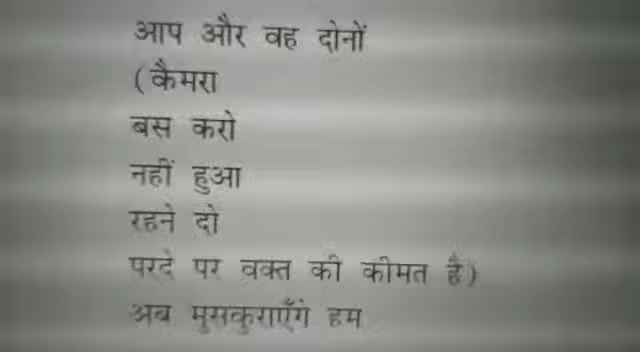 आप और वह दोनों
(कैमरा
बस करो
नहीं हुआ
रहने दो
परदे पर वक्त की कीमत है)
अब मुसकुराएँगे हम